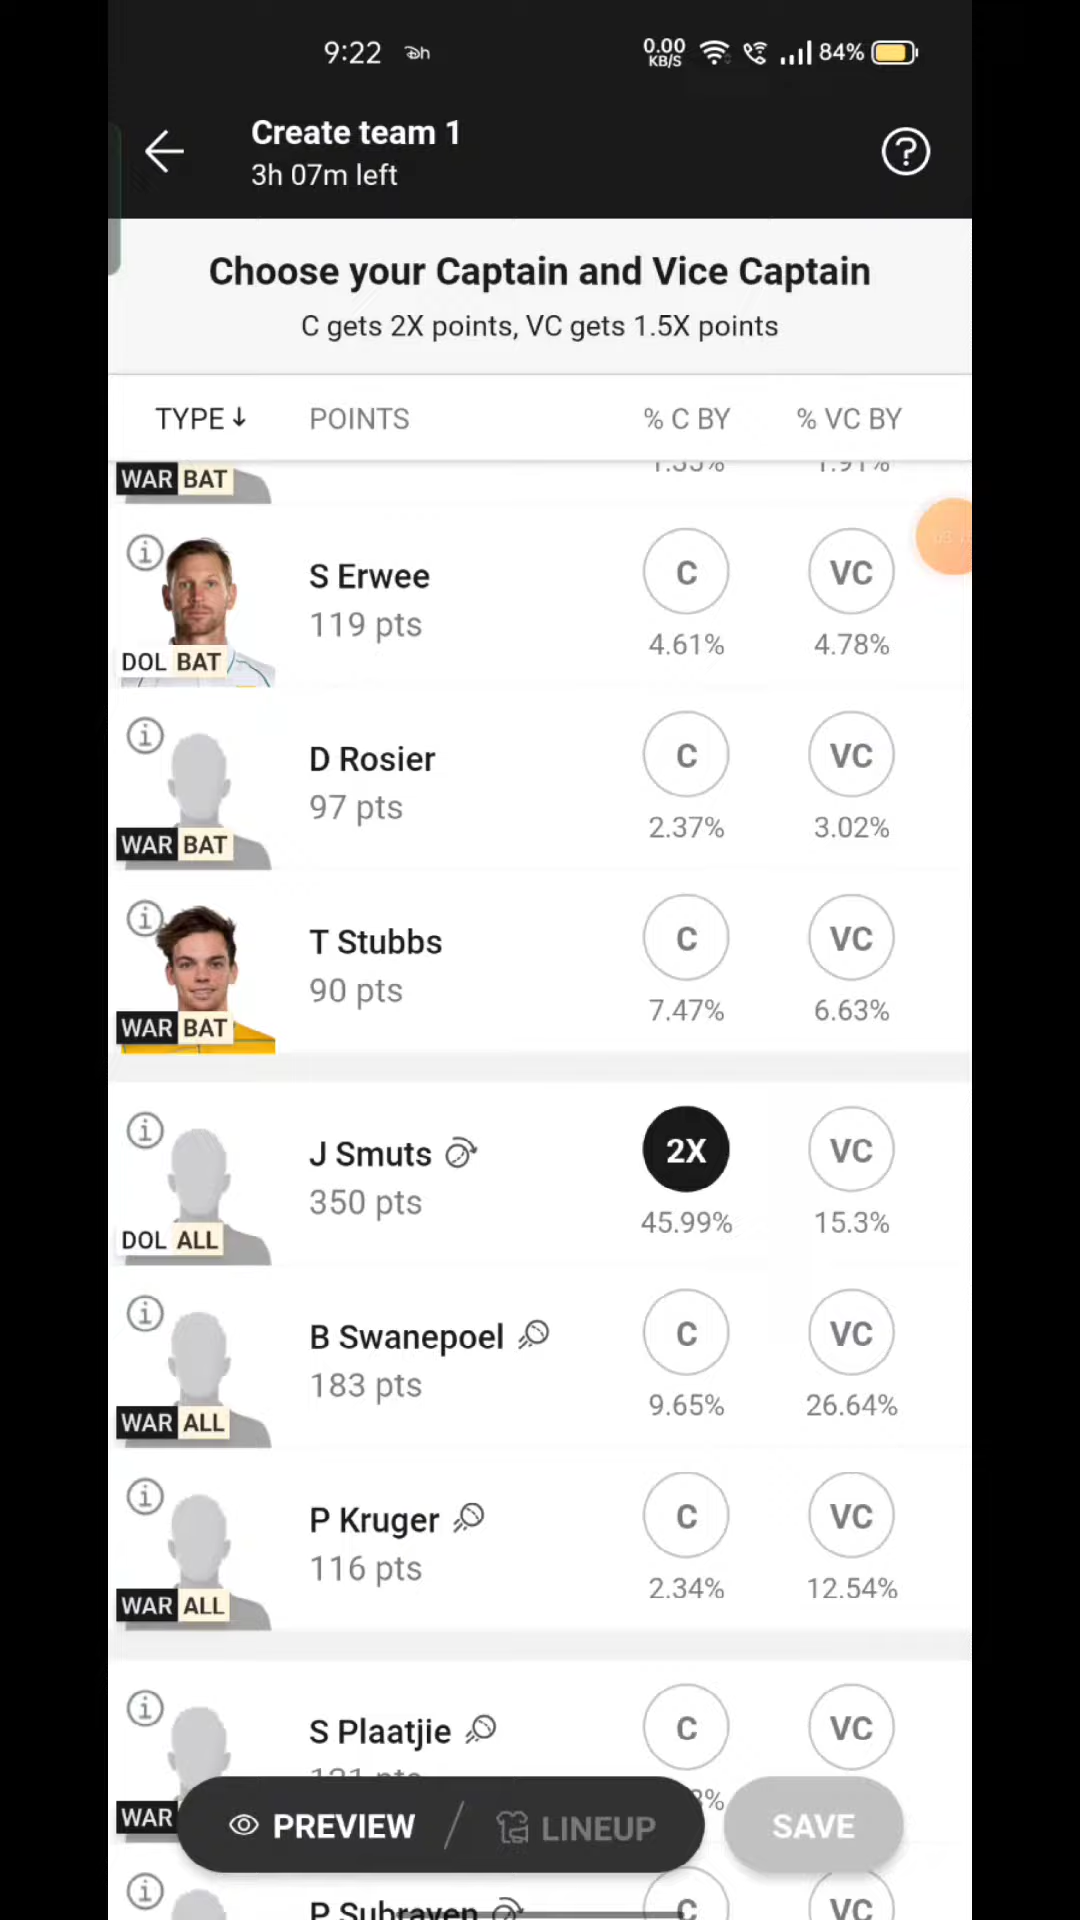 9:22
0.00 KB/S
84%
Create team 1
3h 07m left
?
Choose your Captain and Vice Captain
C gets 2X points, VC gets 1.5X points
TYPE↓ POINTS % C BY % VC BY
WAR BAT
S Erwee C VC
119 pts 4.61% 4.78%
DOL BAT
D Rosier C VC
97 pts 2.37% 3.02%
WAR BAT
T Stubbs C VC
90 pts 7.47% 6.63%
WAR BAT
J Smuts 2X VC
350 pts 45.99% 15.3%
DOL ALL
B Swanepoel C VC
183 pts 9.65% 26.64%
WAR ALL
P Kruger C VC
116 pts 2.34% 12.54%
WAR ALL
S Plaatjie C VC
WAR
PREVIEW / LINEUP SAVE
P Subrayen C VC